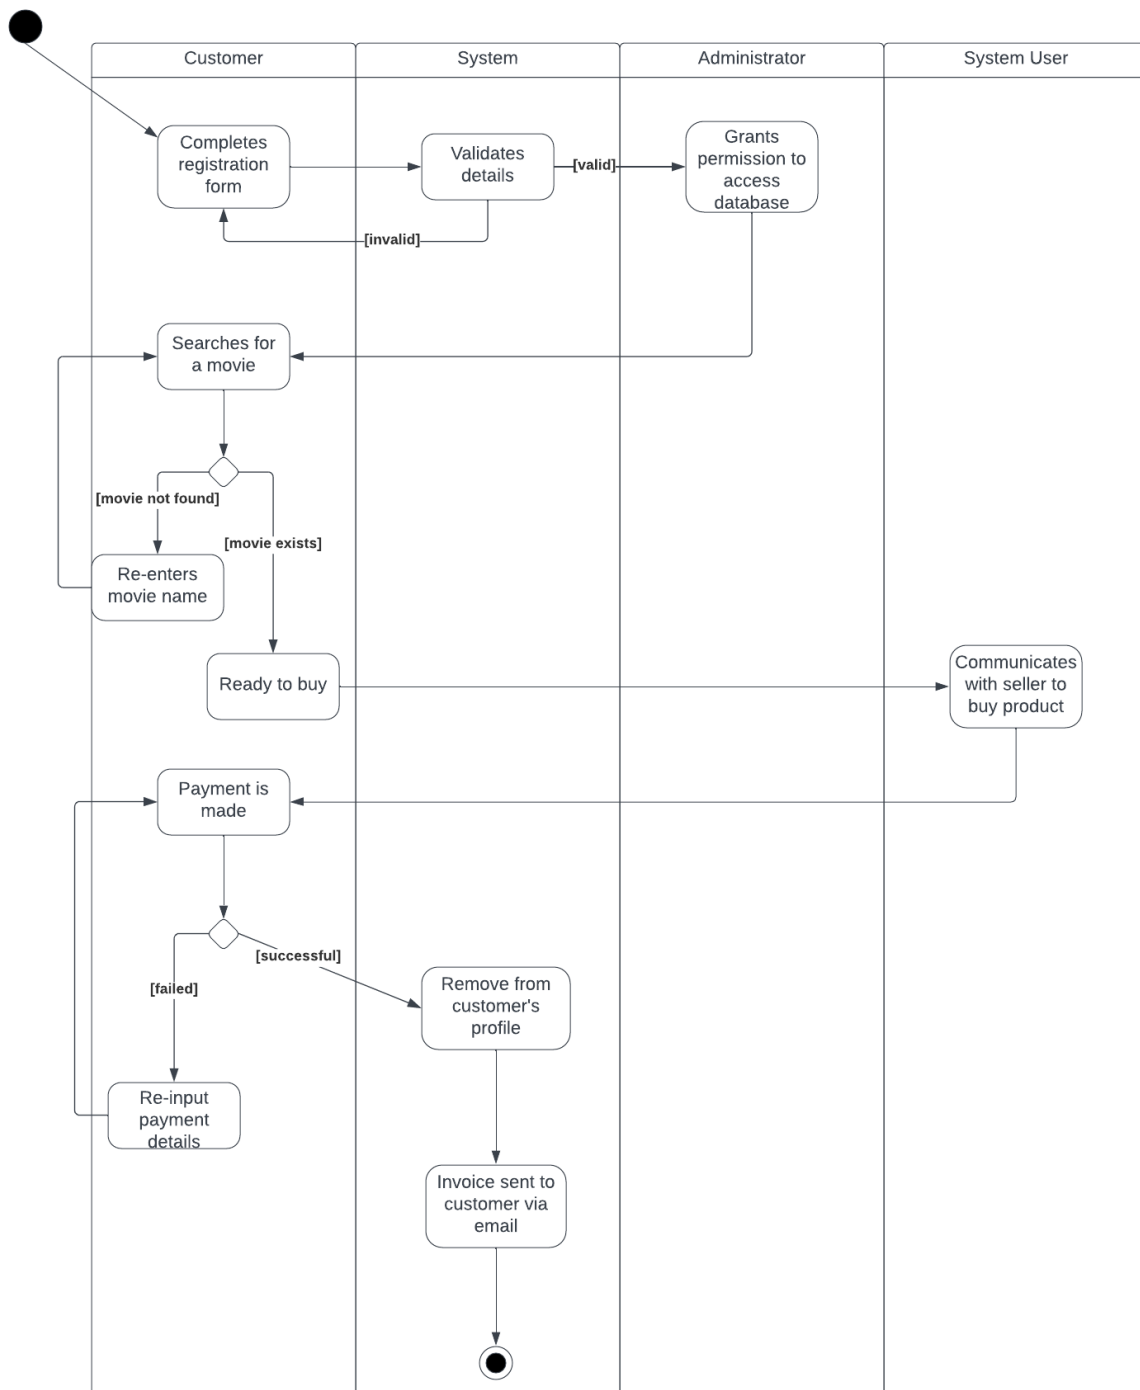 Customer
System
Administrator
System User
Completes
registration
form
Validates
details
[valid]
Grants
permission to
access
database
[invalid]
Searches for
a movie
[movie not found]
[movie exists]
Re-enters
movie name
Ready to buy
Communicates
with seller to
buy product
Payment is
made
[successful]
[failed]
Remove from
customer's
profile
Re-input
payment
details
Invoice sent to
customer via
email